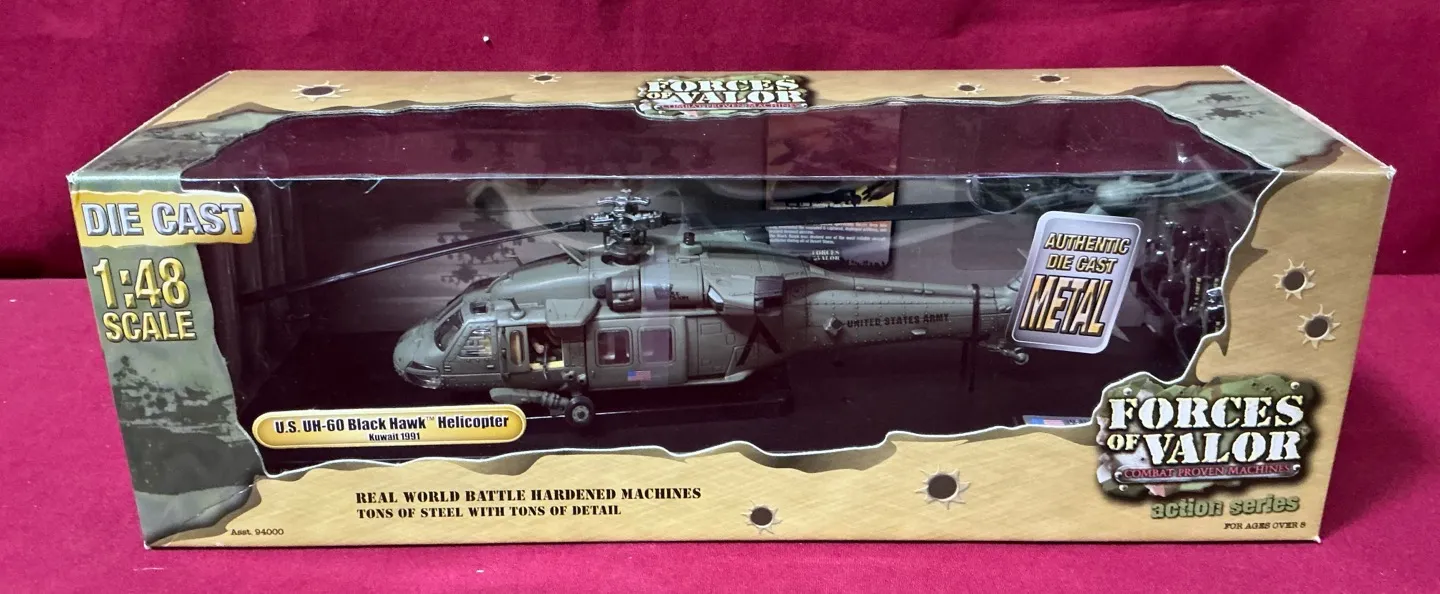 FORCES
OF VALOR
COMBAT PROVEN MACHINES
DIE CAST
1:48
SCALE
AUTHENTIC
DIE CAST
METAL
UNITED STATES ARMY
U.S. UH-60 Black Hawk™ Helicopter
Kuwait 1991
FORCES
OF VALOR
COMBAT PROVEN MACHINES
action series
FOR AGES OVER 8
REAL WORLD BATTLE HARDENED MACHINES
TONS OF STEEL WITH TONS OF DETAIL
Asst. 94000